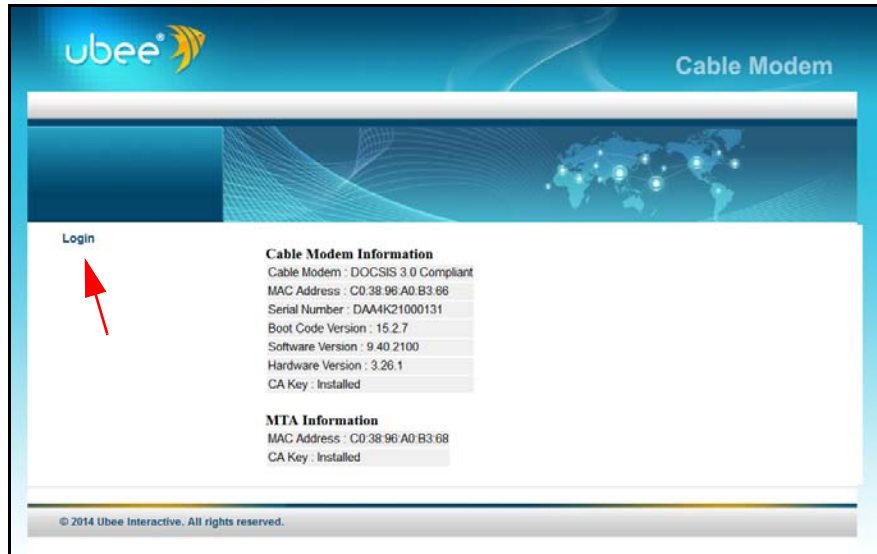 ubee®
Cable Modem
Login
Cable Modem Information
Cable Modem : DOCSIS 3.0 Compliant
MAC Address : C0:38:96:A0:B3:66
Serial Number : DAA4K21000131
Boot Code Version : 15.2.7
Software Version : 9.40.2100
Hardware Version : 3.26.1
CA Key : Installed
MTA Information
MAC Address : C0:38:96:A0:B3:68
CA Key : Installed
© 2014 Ubee Interactive. All rights reserved.